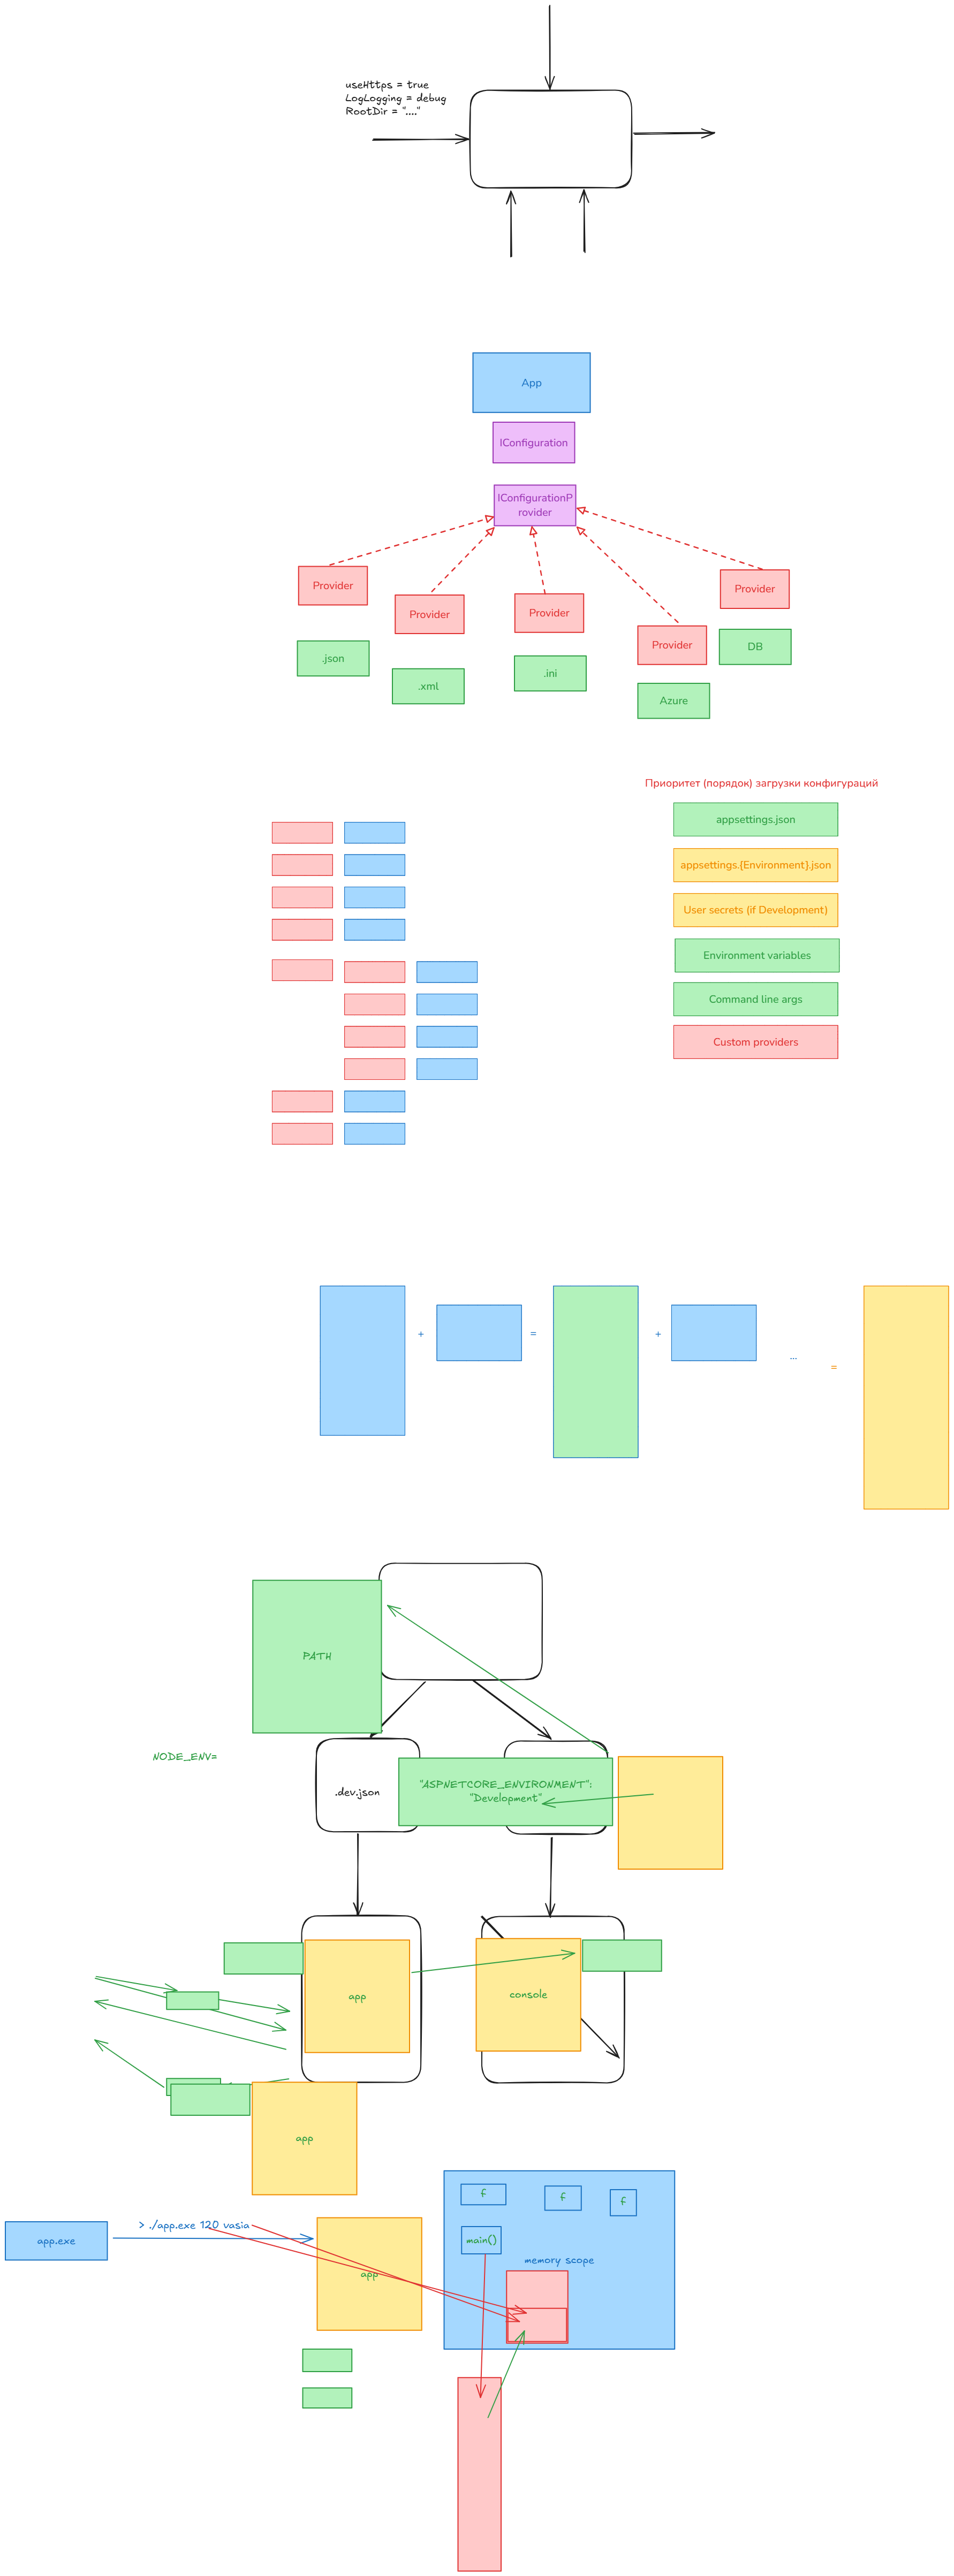 useHttps = true
LogLogging = debug
RootDir = "...."
App
IConfiguration
IConfigurationP
rovider
Provider
Provider
Provider
Provider
Provider
.json
.xml
.ini
Azure
DB
Приоритет (порядок) загрузки конфигураций
appsettings.json
appsettings.{Environment}.json
User secrets (if Development)
Environment variables
Command line args
Custom providers
+
=
+
...
=
PATH
NODE_ENV=
.dev.json
"ASPNETCORE_ENVIRONMENT":
"Development"
app
console
app
f
f
f
app.exe
> ./app.exe 120 vasia
main()
memory scope
app